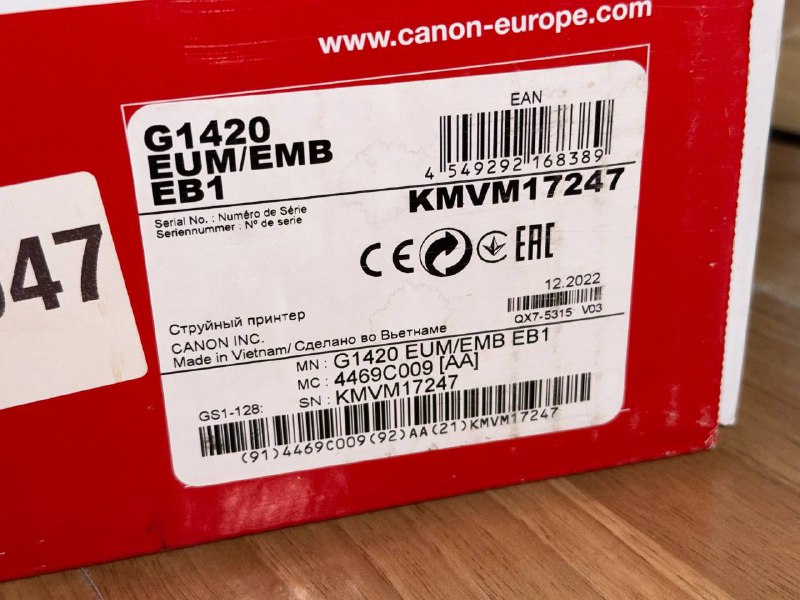 www.canon-europe.com
G1420
EUM/EMB
EB1
EAN
4 549292 168389
Serial No. : Numéro de Série
Seriennummer : Nº de serie
KMVM17247
CE
EAC
12.2022
QX7-5315 V03
Струйный принтер
CANON INC.
Made in Vietnam/ Сделано во Вьетнаме
MN : G1420 EUM/EMB EB1
MC : 4469C009 [AA]
SN : KMVM17247
GS1-128:
(91)4469C009(92)AA(21)KMVM17247
47